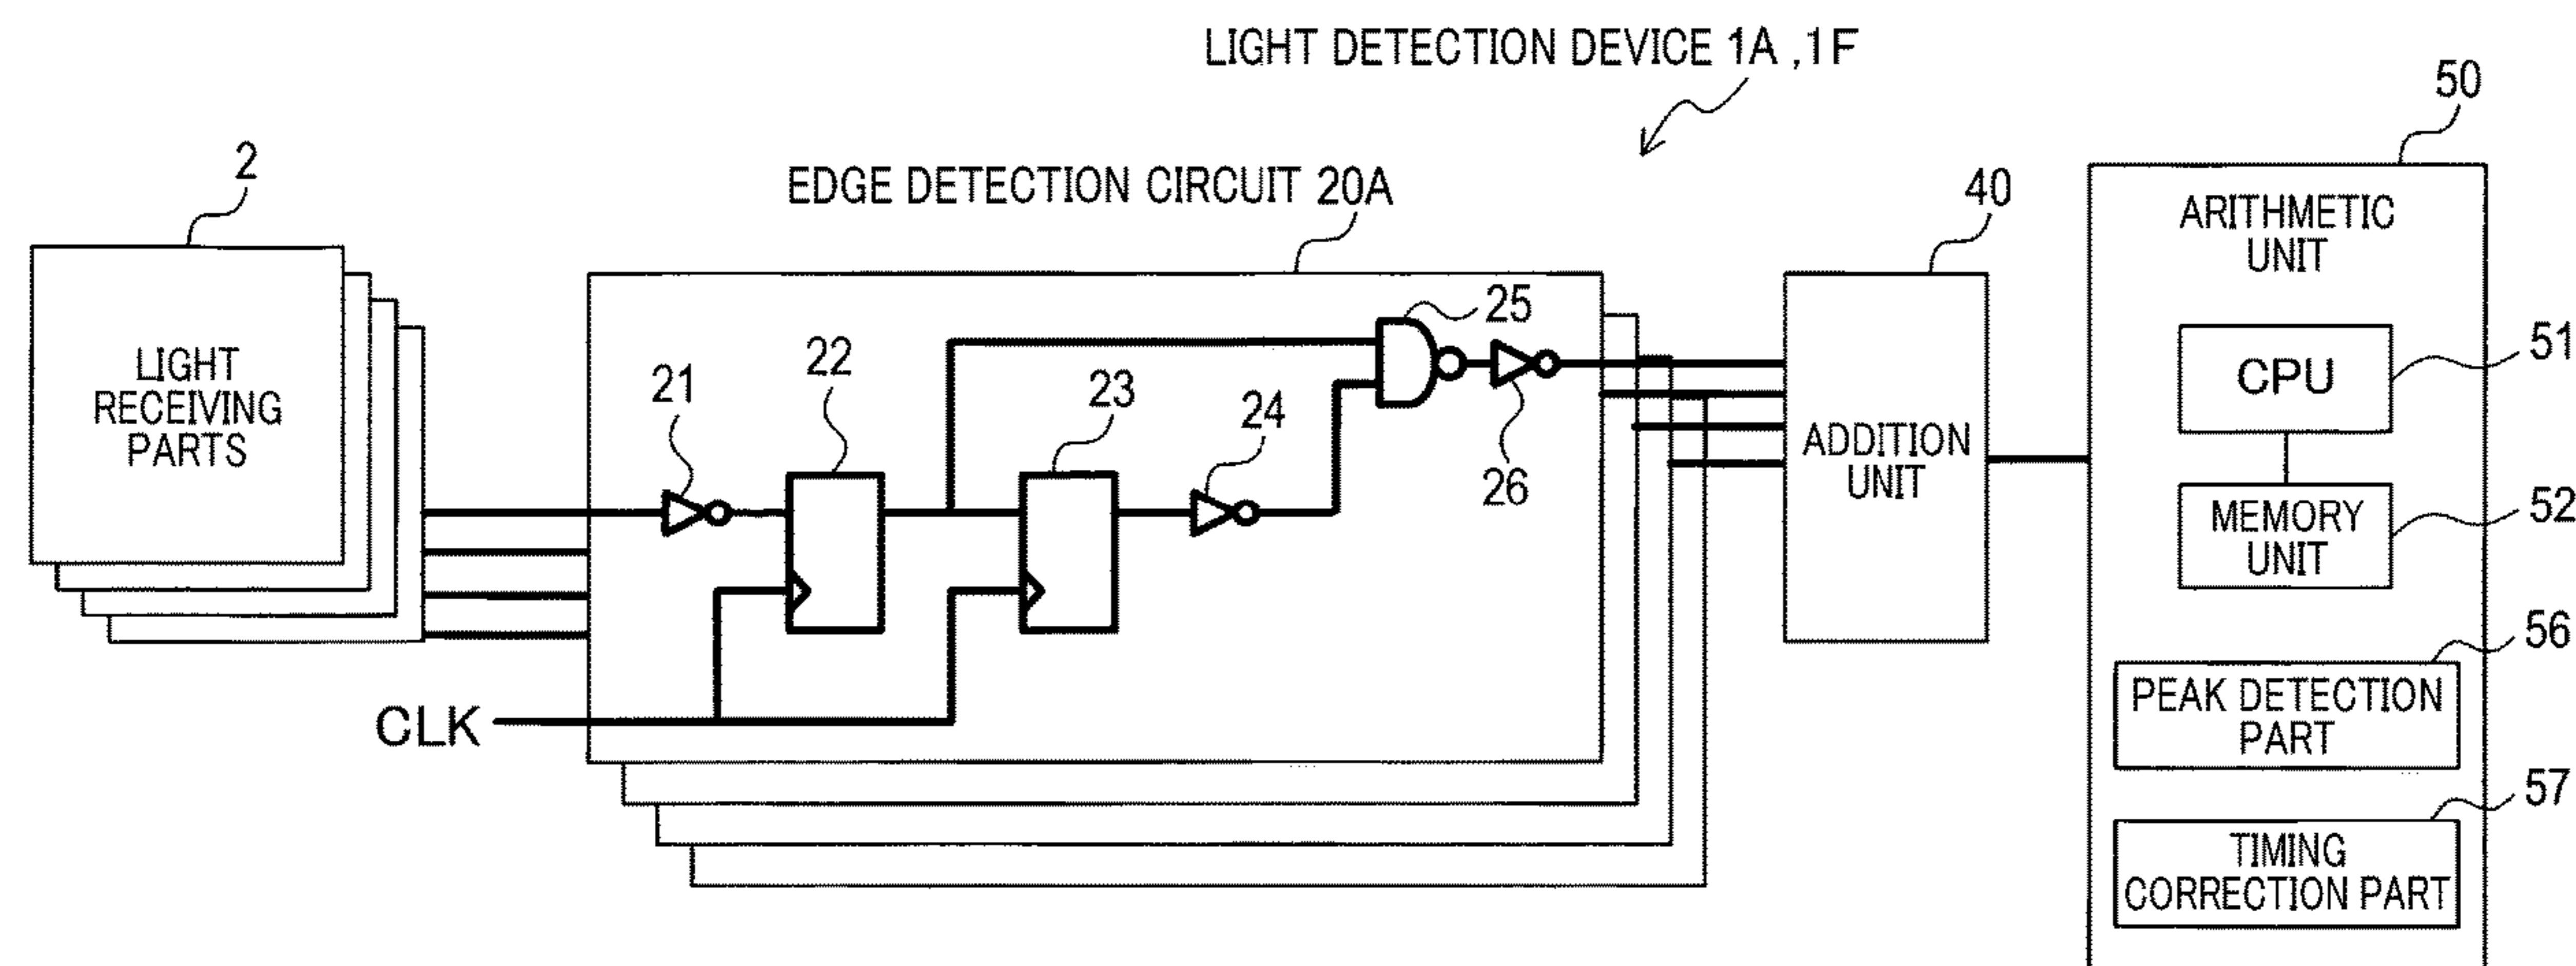 LIGHT DETECTION DEVICE 1A ,1F
50
2
EDGE DETECTION CIRCUIT 20A
40
ARITHMETIC
UNIT
25
51
CPU
LIGHT
RECEIVING
PARTS
21
22
23
24
26
ADDITION
UNIT
52
MEMORY
UNIT
56
PEAK DETECTION
PART
CLK
57
TIMING
CORRECTION PART